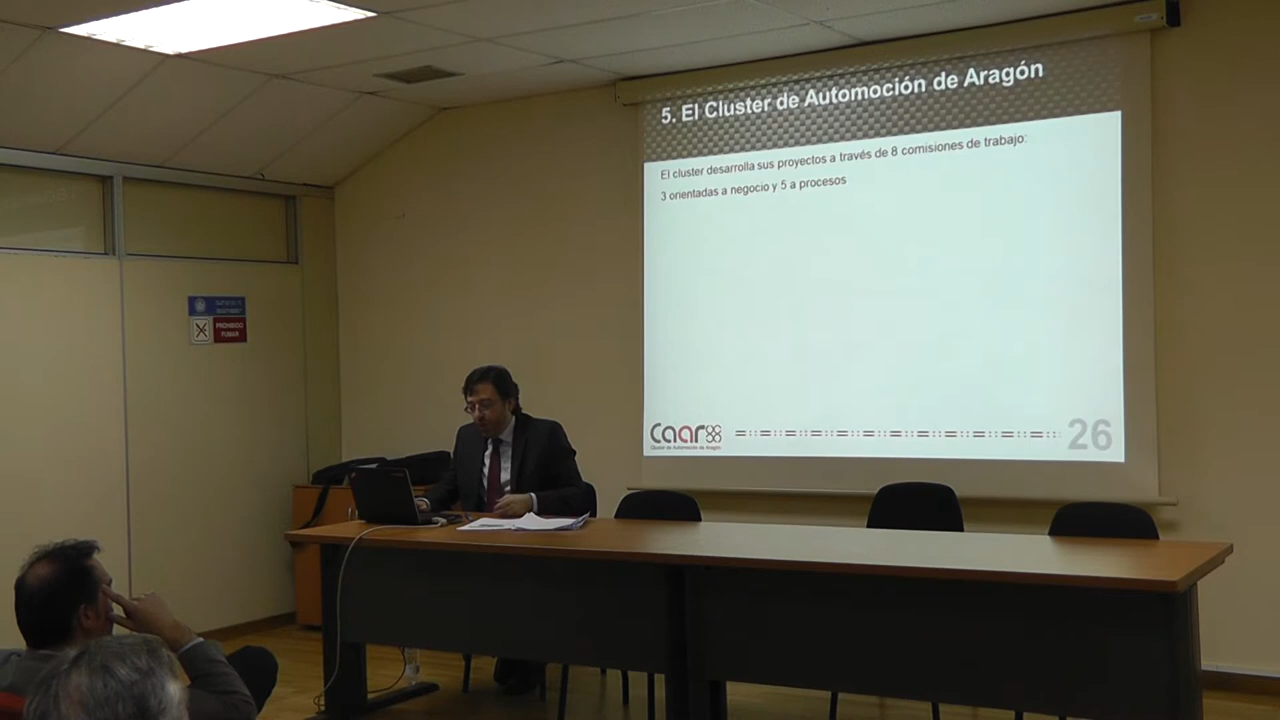 5. El Cluster de Automoción de Aragón
El cluster desarrolla sus proyectos a través de 8 comisiones de trabajo:
3 orientadas a negocio y 5 a procesos
caar
Cluster de Automoción de Aragón
26
PROHIBIDO
FUMAR